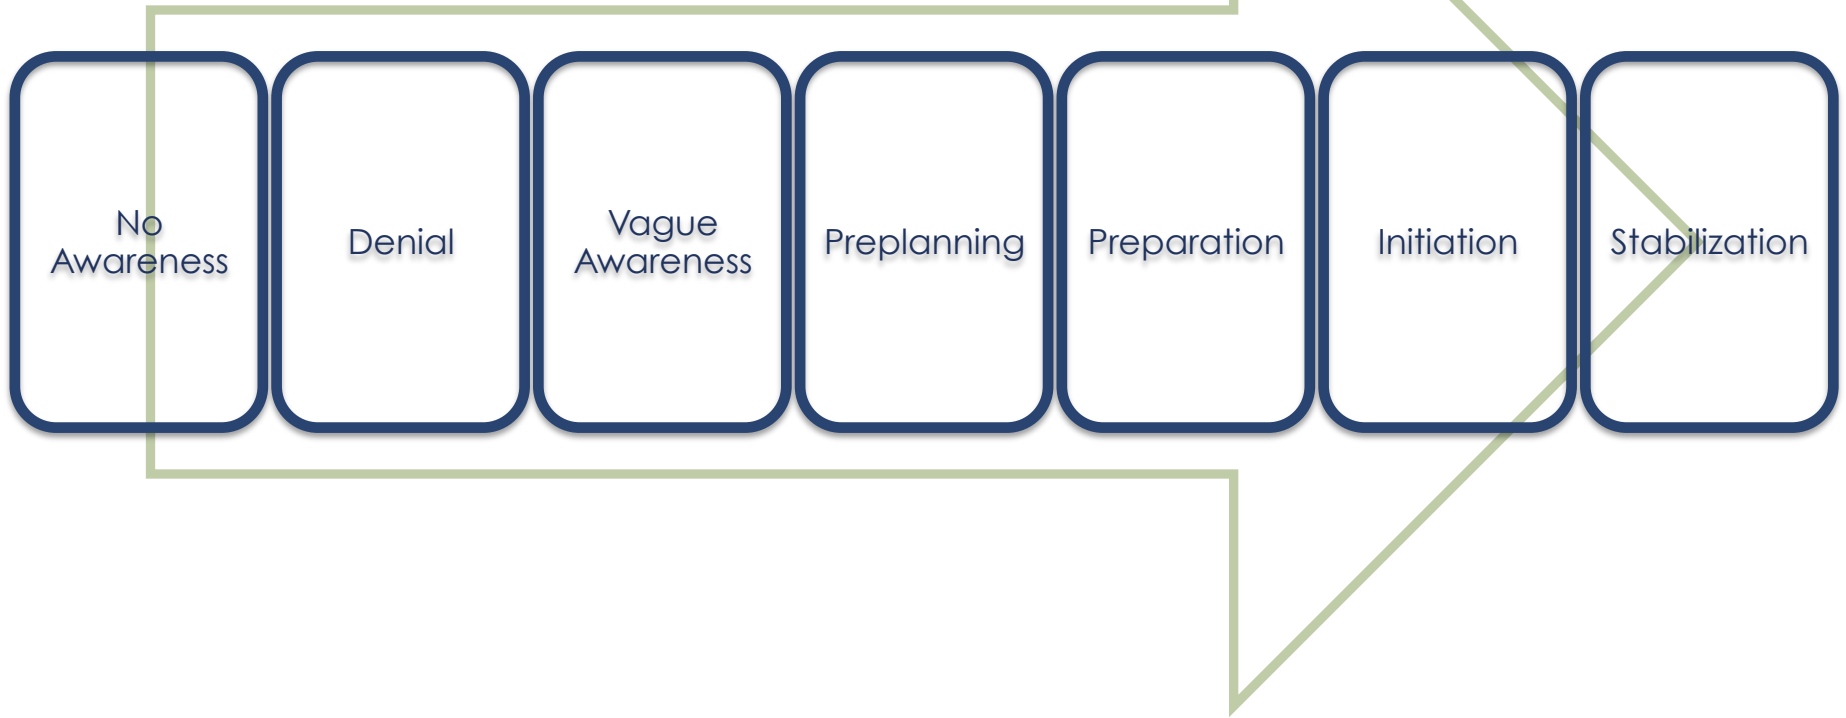 No
Awareness
Denial
Vague
Awareness
Preplanning
Preparation
Initiation
Stabilization